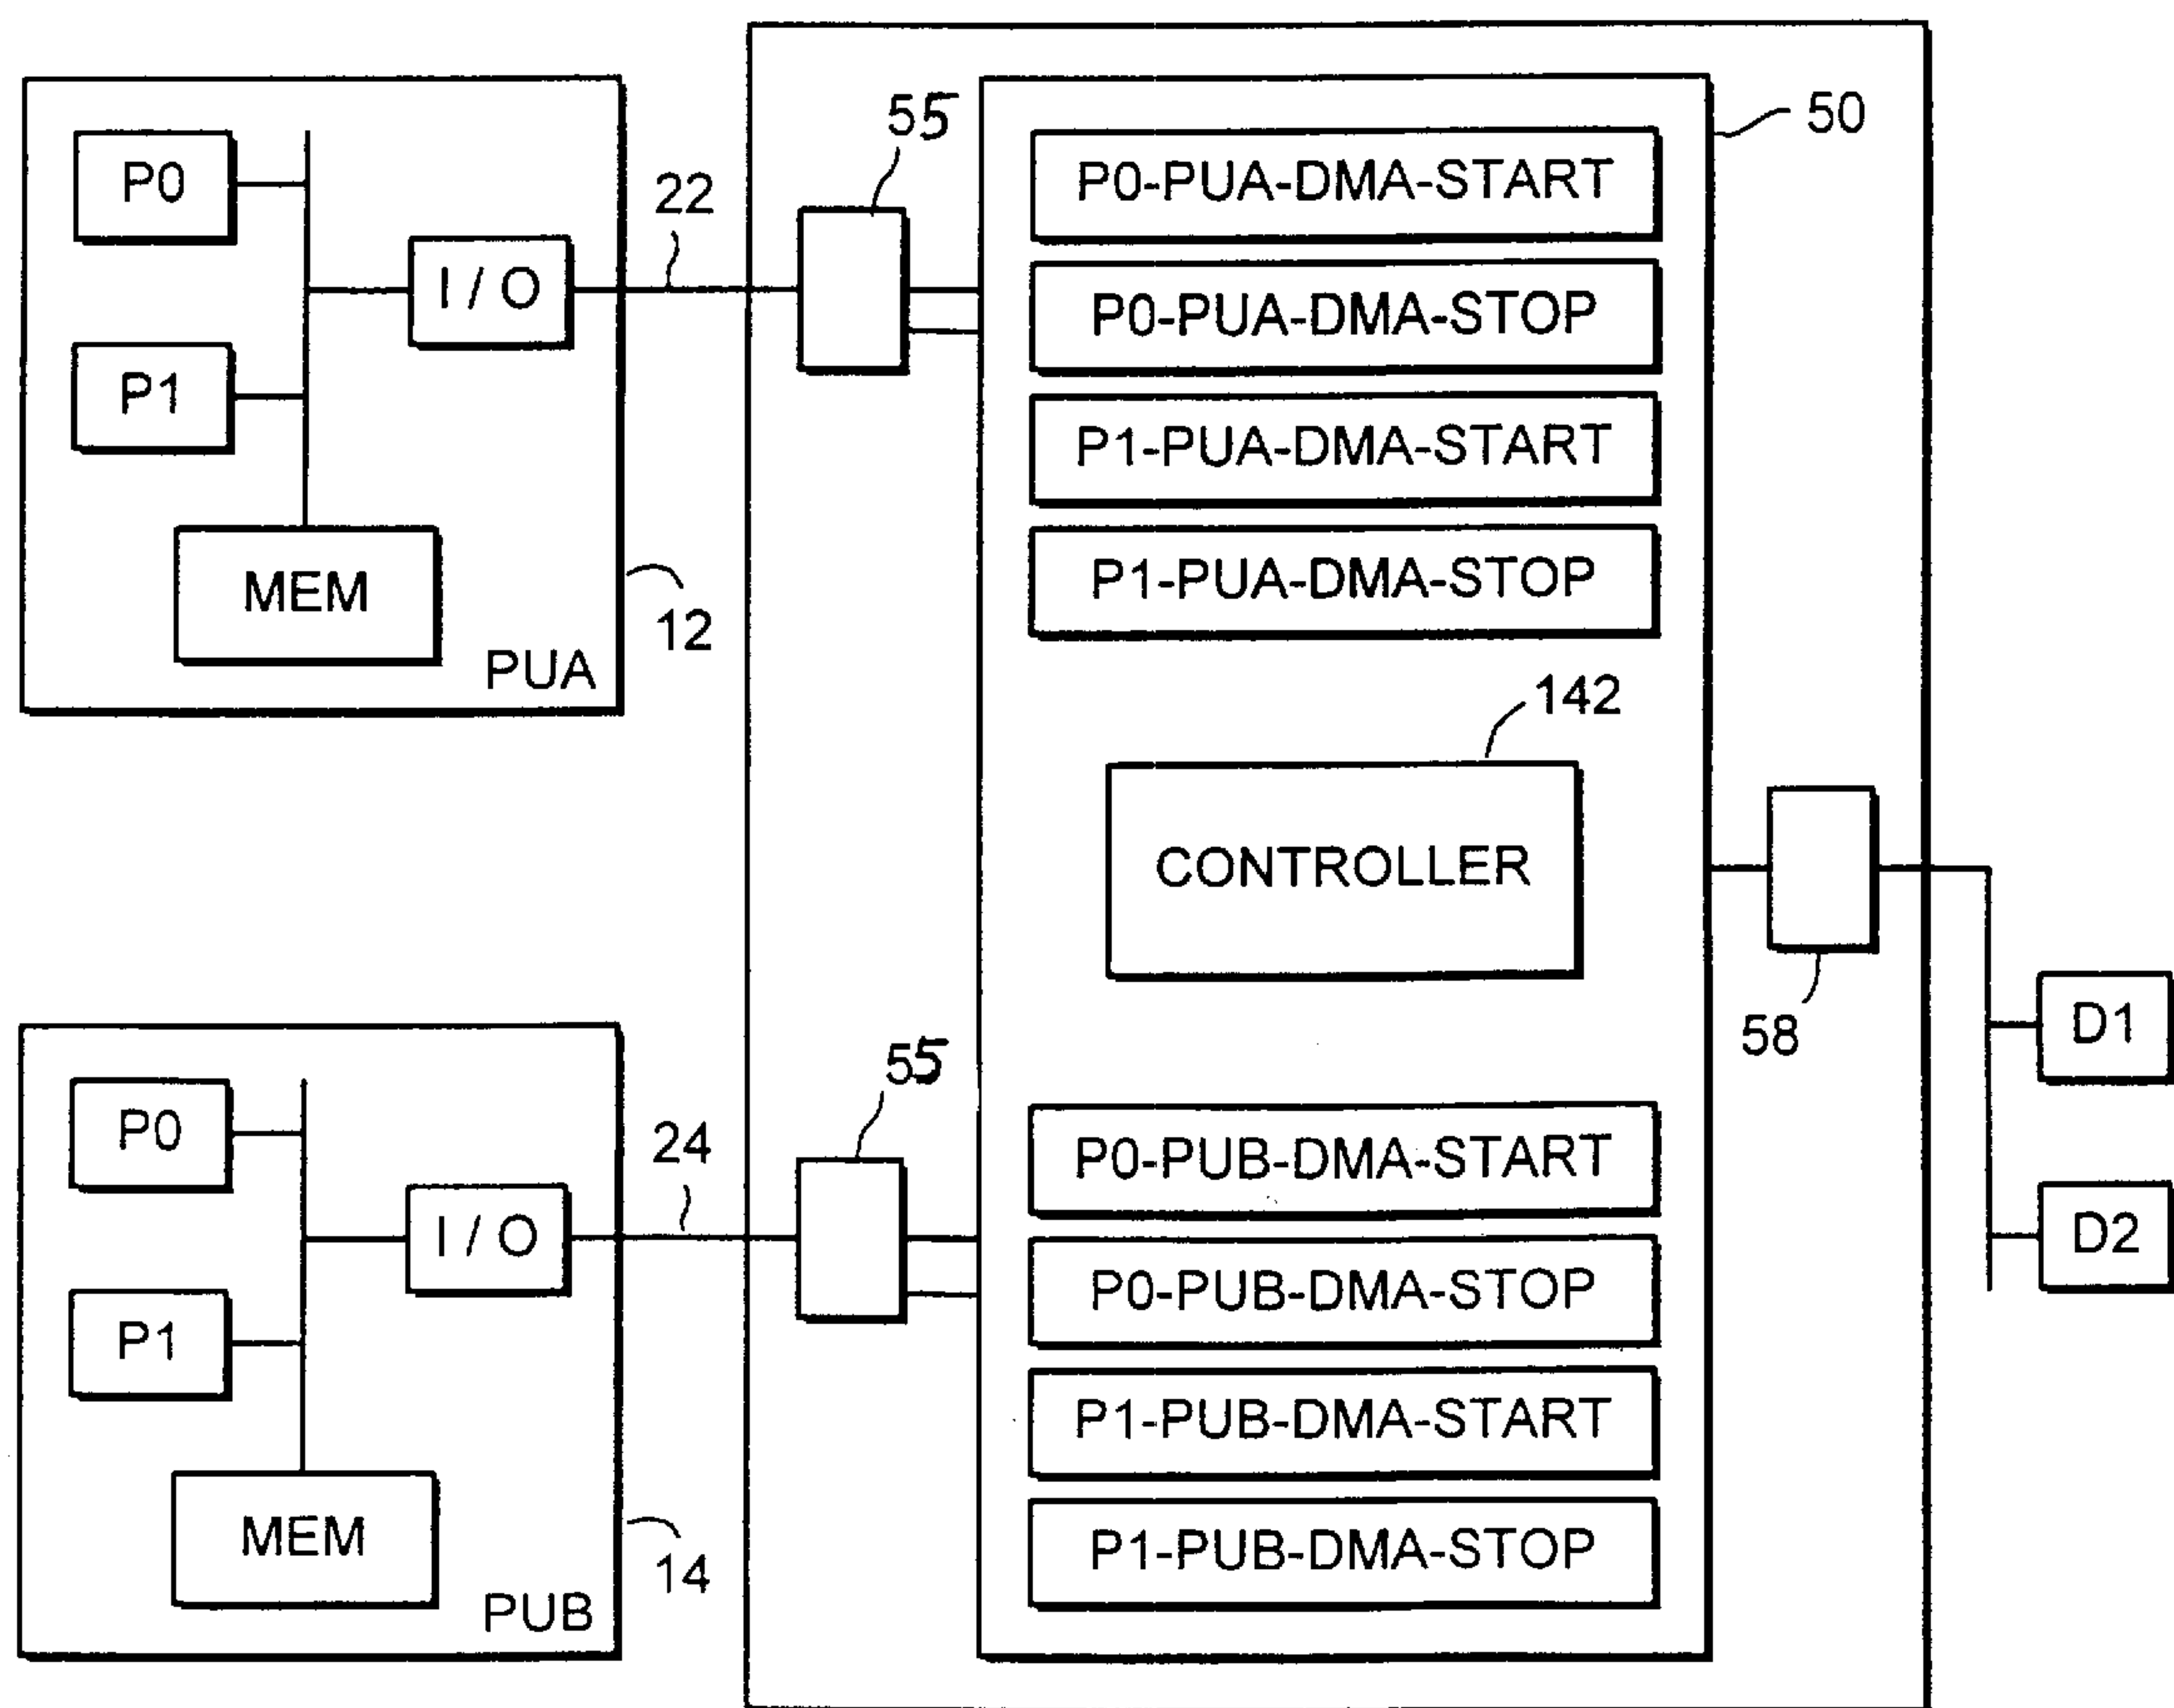 P0
I / O
P1
MEM
PUA
12
22
55
50
P0-PUA-DMA-START
P0-PUA-DMA-STOP
P1-PUA-DMA-START
P1-PUA-DMA-STOP
142
CONTROLLER
58
D1
D2
P0
I / O
P1
MEM
PUB
14
24
55
P0-PUB-DMA-START
P0-PUB-DMA-STOP
P1-PUB-DMA-START
P1-PUB-DMA-STOP